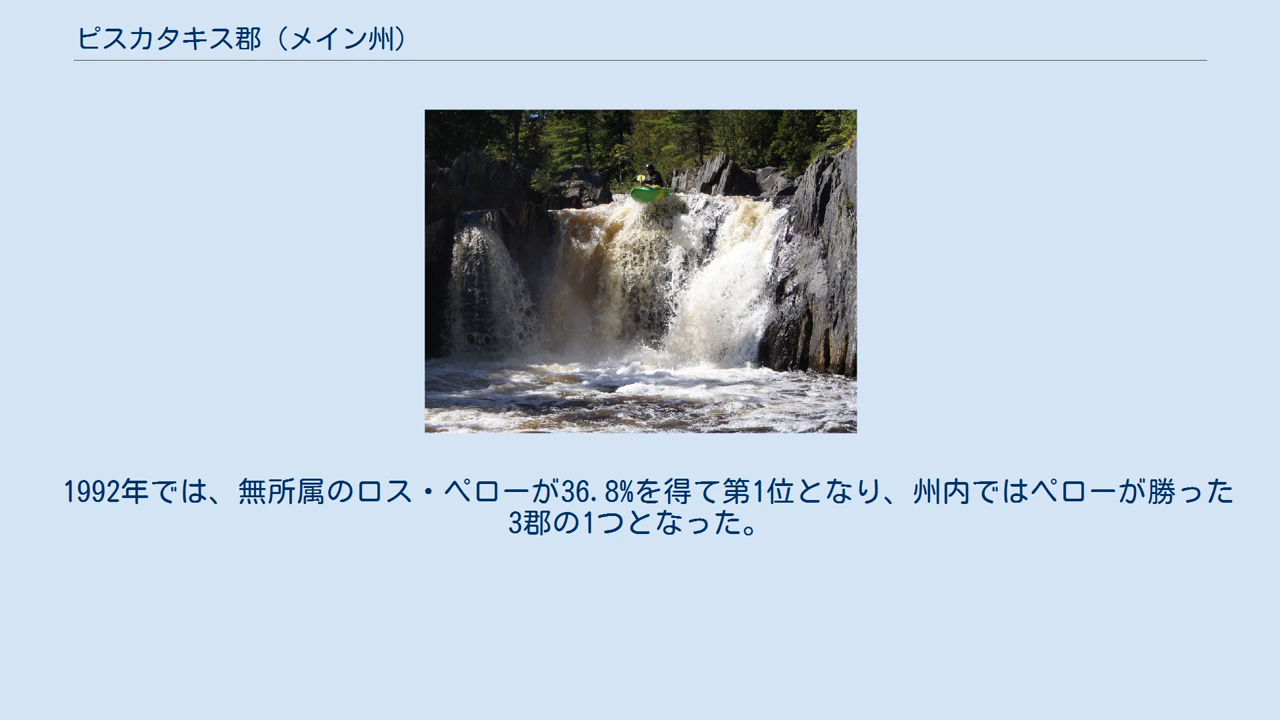 ピスカタキス郡（メイン州）
1992年では、無所属のロス・ペローが36.8%を得て第1位となり、州内ではペローが勝った
3郡の1つとなった。